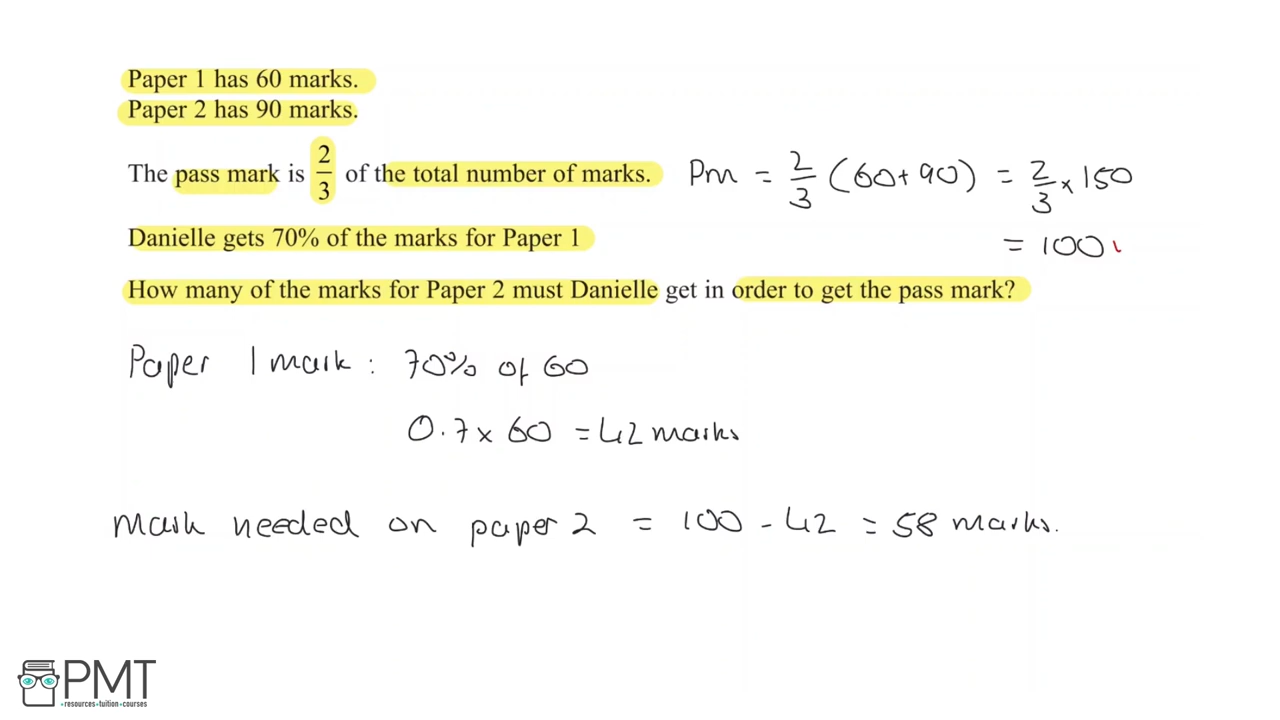 Paper 1 has 60 marks.
Paper 2 has 90 marks.
The pass mark is 2/3 of the total number of marks.
Pm = 2/3 (60+90) = 2/3 × 150
= 100
Danielle gets 70% of the marks for Paper 1
How many of the marks for Paper 2 must Danielle get in order to get the pass mark?
Paper 1 mark : 70% of 60
0.7 × 60 = 42 marks
Mark needed on paper 2 = 100 - 42 = 58 marks.
PMT
•resources•tuition•courses